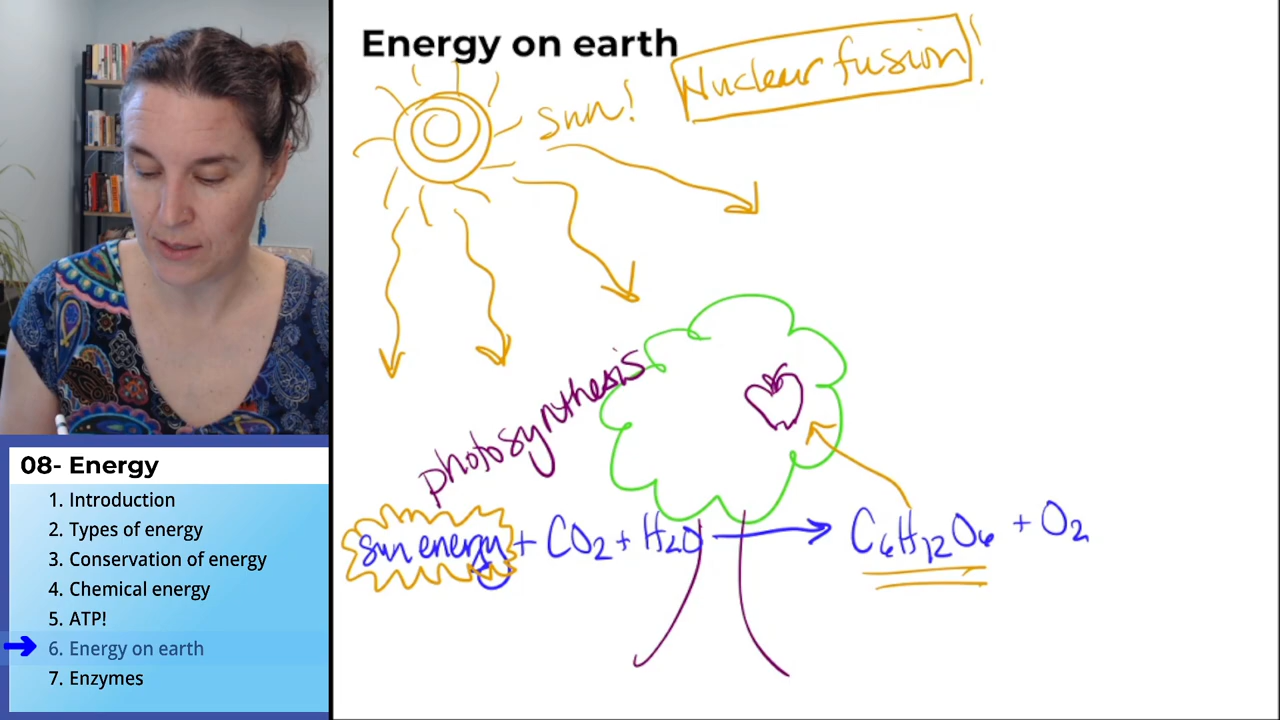 Energy on earth
Nuclear fusion!
sun!
photosynthesis
sun energy + CO2 + H2O → C6H12O6 + O2
08- Energy
1. Introduction
2. Types of energy
3. Conservation of energy
4. Chemical energy
5. ATP!
6. Energy on earth
7. Enzymes